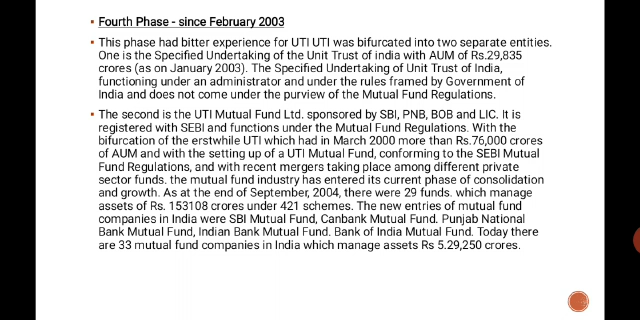 Fourth Phase - since February 2003
This phase had bitter experience for UTI UTI was bifurcated into two separate entities.
One is the Specified Undertaking of the Unit Trust of india with AUM of Rs.29,835
crores (as on January 2003). The Specified Undertaking of Unit Trust of India,
functioning under an administrator and under the rules framed by Government of
India and does not come under the purview of the Mutual Fund Regulations.
The second is the UTI Mutual Fund Ltd. sponsored by SBI, PNB, BOB and LIC. It is
registered with SEBI and functions under the Mutual Fund Regulations. With the
bifurcation of the erstwhile UTI which had in March 2000 more than Rs.76,000 crores
of AUM and with the setting up of a UTI Mutual Fund, conforming to the SEBI Mutual
Fund Regulations, and with recent mergers taking place among different private
sector funds. the mutual fund industry has entered its current phase of consolidation
and growth. As at the end of September, 2004, there were 29 funds. which manage
assets of Rs. 153108 crores under 421 schemes. The new entries of mutual fund
companies in India were SBI Mutual Fund, Canbank Mutual Fund. Punjab National
Bank Mutual Fund, Indian Bank Mutual Fund. Bank of India Mutual Fund. Today there
are 33 mutual fund companies in India which manage assets Rs 5.29,250 crores.